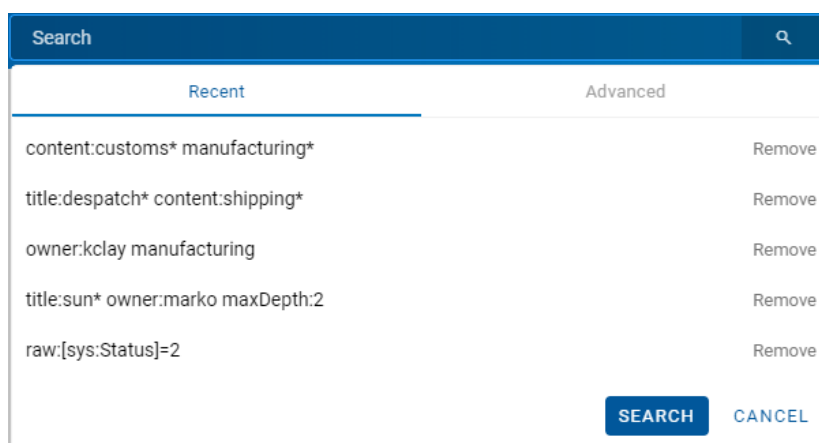 Search
Recent Advanced
content:customs* manufacturing* Remove
title:despatch* content:shipping* Remove
owner:kclay manufacturing Remove
title:sun* owner:marko maxDepth:2 Remove
raw:[sys:Status]=2 Remove
SEARCH CANCEL